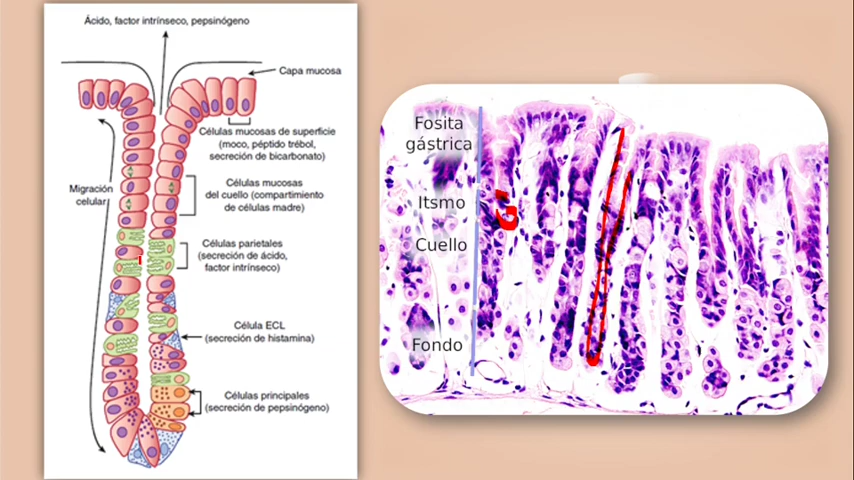 Ácido, factor intrínseco, pepsinógeno
Capa mucosa
Células mucosas de superficie
(moco, péptido trébol,
secreción de bicarbonato)
Migración
celular
Células mucosas
del cuello (compartimiento
de células madre)
Células parietales
(secreción de ácido,
factor intrínseco)
Célula ECL
(secreción de histamina)
Células principales
(secreción de pepsinógeno)
Fosita
gástrica
Itsmo
Cuello
Fondo